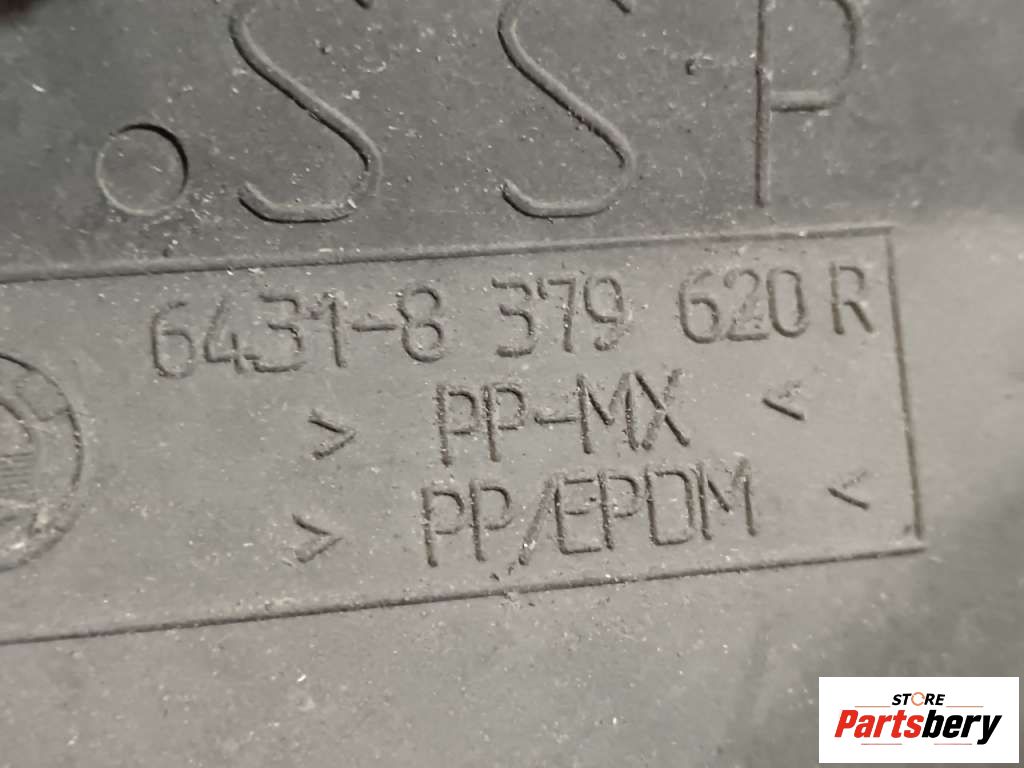 .SSP
6431-8 379 620 R
> PP-MX <
> PP/EPDM <
STORE
Partsbery